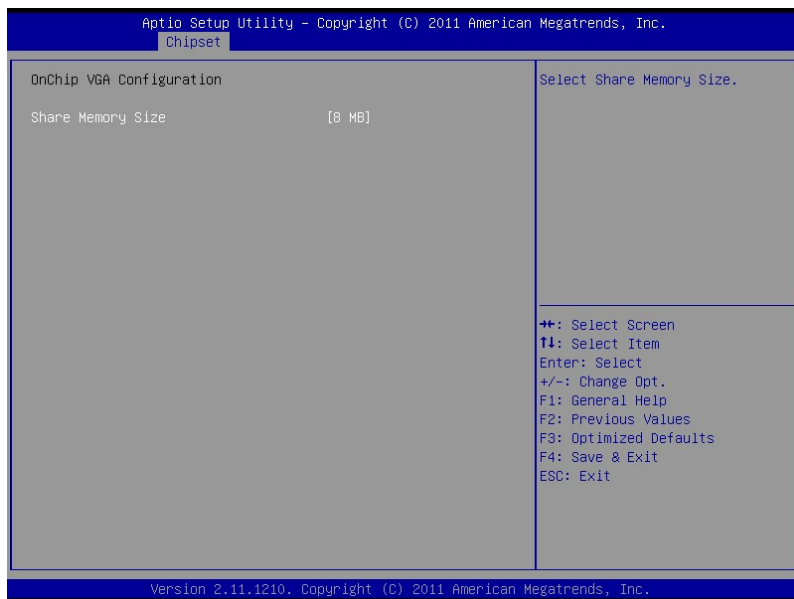 Aptio Setup Utility – Copyright (C) 2011 American Megatrends, Inc.
Chipset
OnChip VGA Configuration
Share Memory Size [8 MB]
Select Share Memory Size.
→←: Select Screen
↑↓: Select Item
Enter: Select
+/-: Change Opt.
F1: General Help
F2: Previous Values
F3: Optimized Defaults
F4: Save & Exit
ESC: Exit
Version 2.11.1210. Copyright (C) 2011 American Megatrends, Inc.